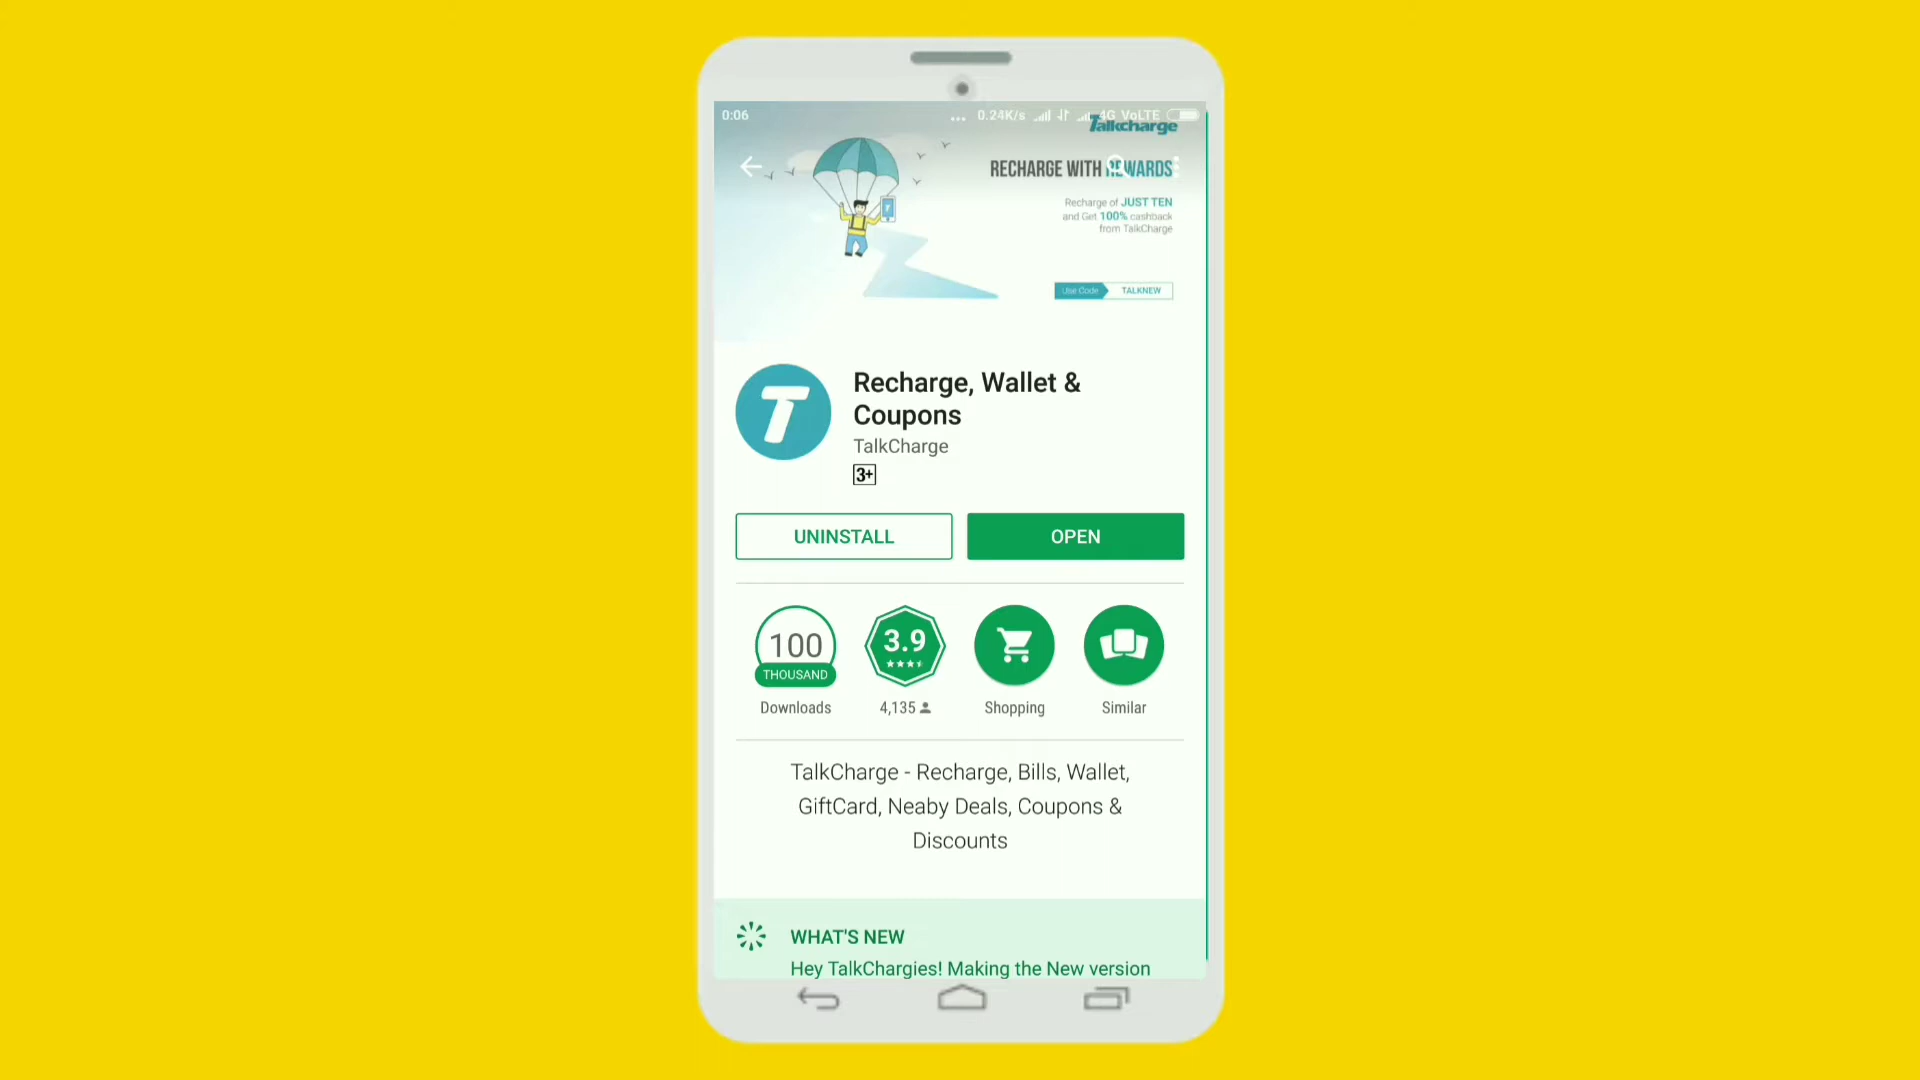 0:06
... 0.24K/s 4G VoLTE
Talkcharge
RECHARGE WITH REWARDS
Recharge of JUST TEN
and Get 100% cashback
from TalkCharge
Use Code TALKNEW
T
Recharge, Wallet &
Coupons
TalkCharge
3+
UNINSTALL OPEN
100
THOUSAND
3.9
Downloads 4,135 Shopping Similar
TalkCharge - Recharge, Bills, Wallet,
GiftCard, Neaby Deals, Coupons &
Discounts
WHAT'S NEW
Hey TalkChargies! Making the New version